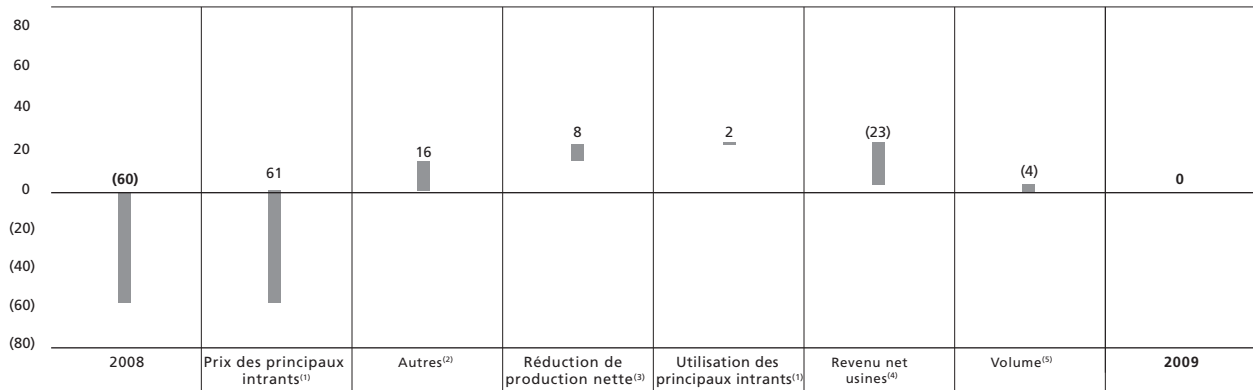 80
60
40
20
0
(20)
(40)
(60)
(80)
(60)
61
16
8
2
(23)
(4)
0
2008
Prix des principaux
intrants(1)
Autres(2)
Réduction de
production nette(3)
Utilisation des
principaux intrants(1)
Revenu net
usines(4)
Volume(5)
2009